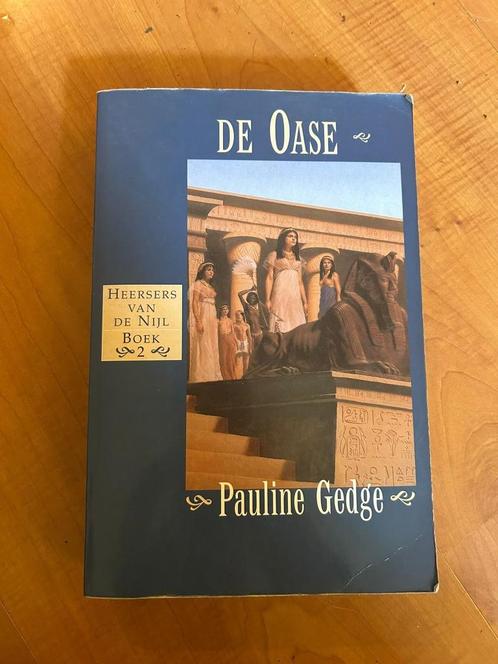 DE OASE
HEERSERS
VAN
DE NIJL
BOEK
2
Pauline Gedge